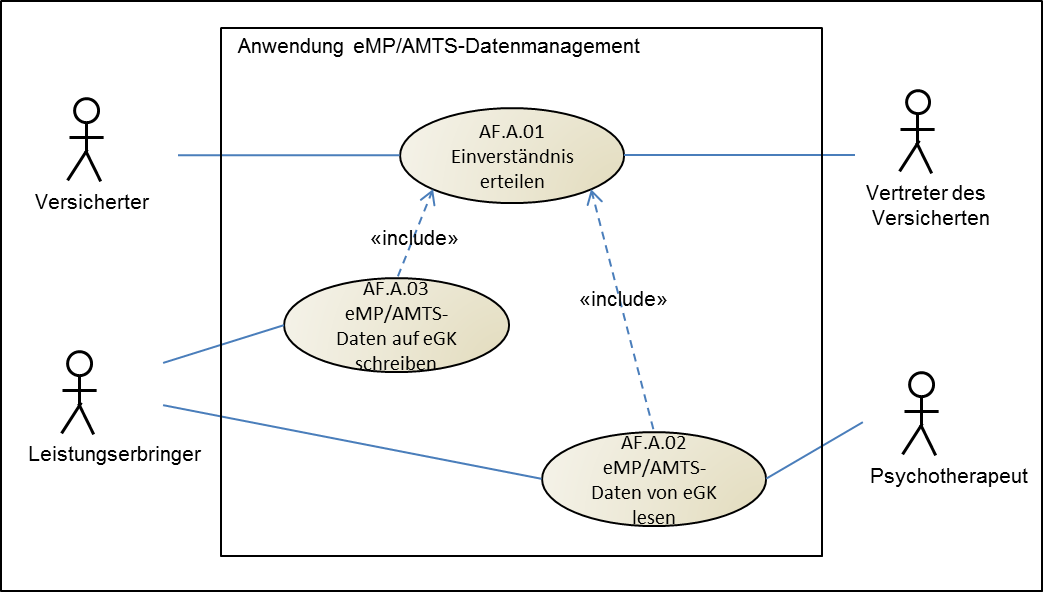 Anwendung eMP/AMTS-Datenmanagement
AF.A.01
Einverständnis
erteilen
Versicherter
Vertreter des
Versicherten
«include»
«include»
AF.A.03
eMP/AMTS-
Daten auf eGK
schreiben
Leistungserbringer
AF.A.02
eMP/AMTS-
Daten von eGK
lesen
Psychotherapeut